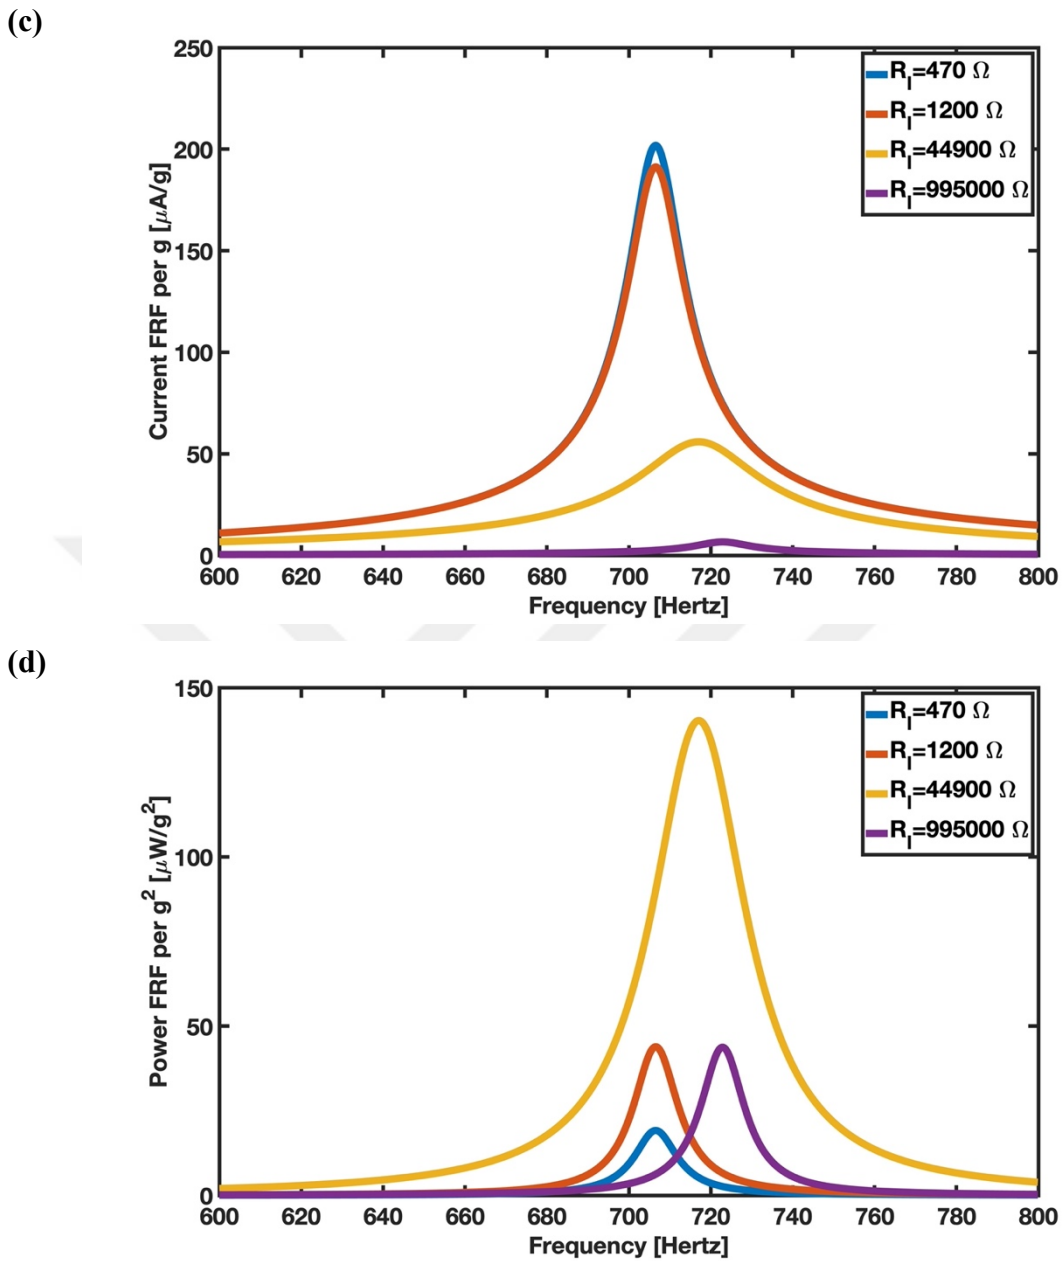 (c)
250
200
150
100
50
0
Current FRF per g [μA/g]
R_l=470 Ω
R_l=1200 Ω
R_l=44900 Ω
R_l=995000 Ω
600 620 640 660 680 700 720 740 760 780 800
Frequency [Hertz]
(d)
150
100
50
0
Power FRF per g² [μW/g²]
R_l=470 Ω
R_l=1200 Ω
R_l=44900 Ω
R_l=995000 Ω
600 620 640 660 680 700 720 740 760 780 800
Frequency [Hertz]